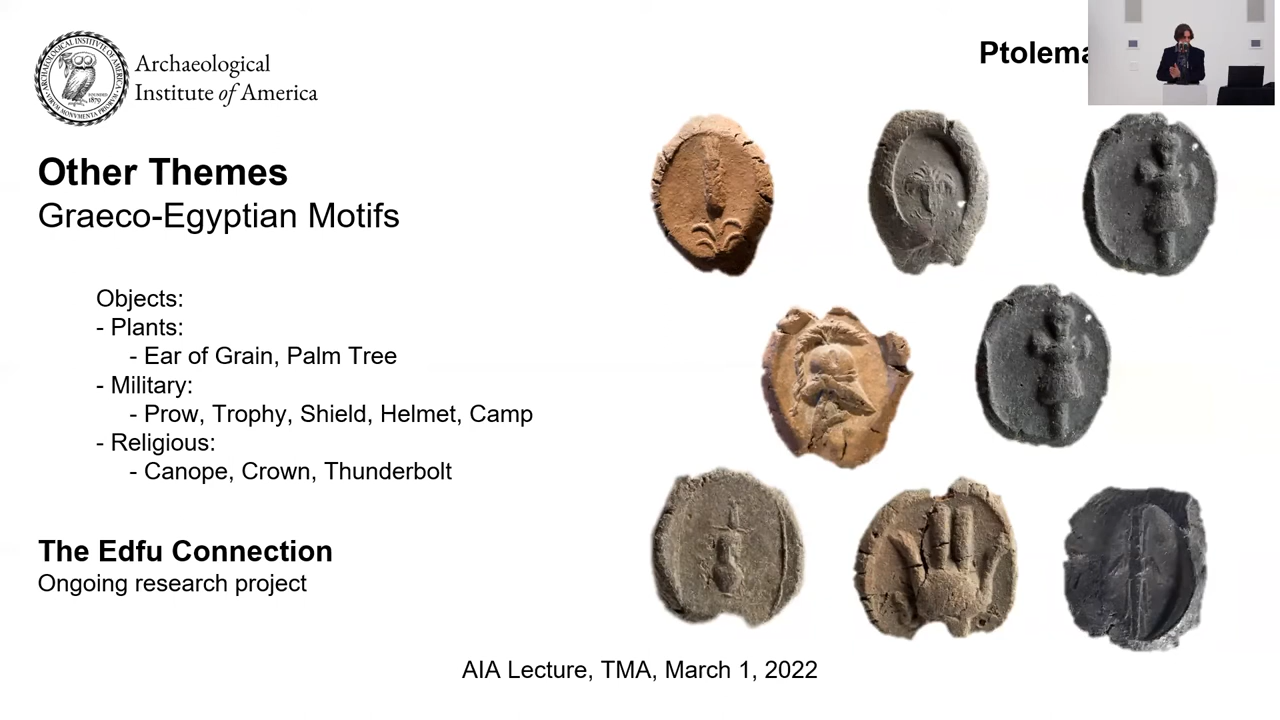 Archaeological
Institute of America
Other Themes
Graeco-Egyptian Motifs
Objects:
- Plants:
- Ear of Grain, Palm Tree
- Military:
- Prow, Trophy, Shield, Helmet, Camp
- Religious:
- Canope, Crown, Thunderbolt
The Edfu Connection
Ongoing research project
AIA Lecture, TMA, March 1, 2022